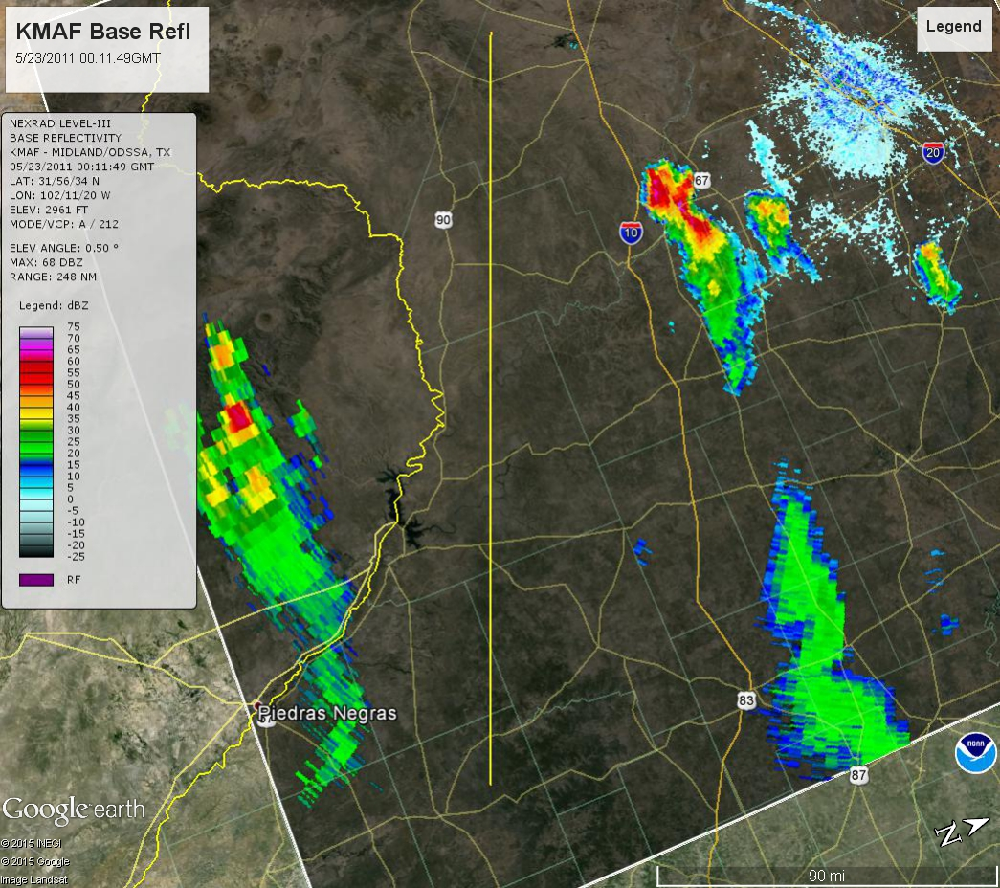 KMAF Base Refl
5/23/2011 00:11:49GMT
Legend
NEXRAD LEVEL-III
BASE REFLECTIVITY
KMAF - MIDLAND/ODSSA, TX
05/23/2011 00:11:49 GMT
LAT: 31/56/34 N
LON: 102/11/20 W
ELEV: 2961 FT
MODE/VCP: A / 212
ELEV ANGLE: 0.50 °
MAX: 68 DBZ
RANGE: 248 NM
Legend: dBZ
75
70
65
60
55
50
45
40
35
30
25
20
15
10
5
0
-5
-10
-15
-20
-25
RF
20
67
90
10
Piedras Negras
83
87
NOAA
Google earth
© 2015 INEGI
© 2015 Google
Image Landsat
N
90 mi